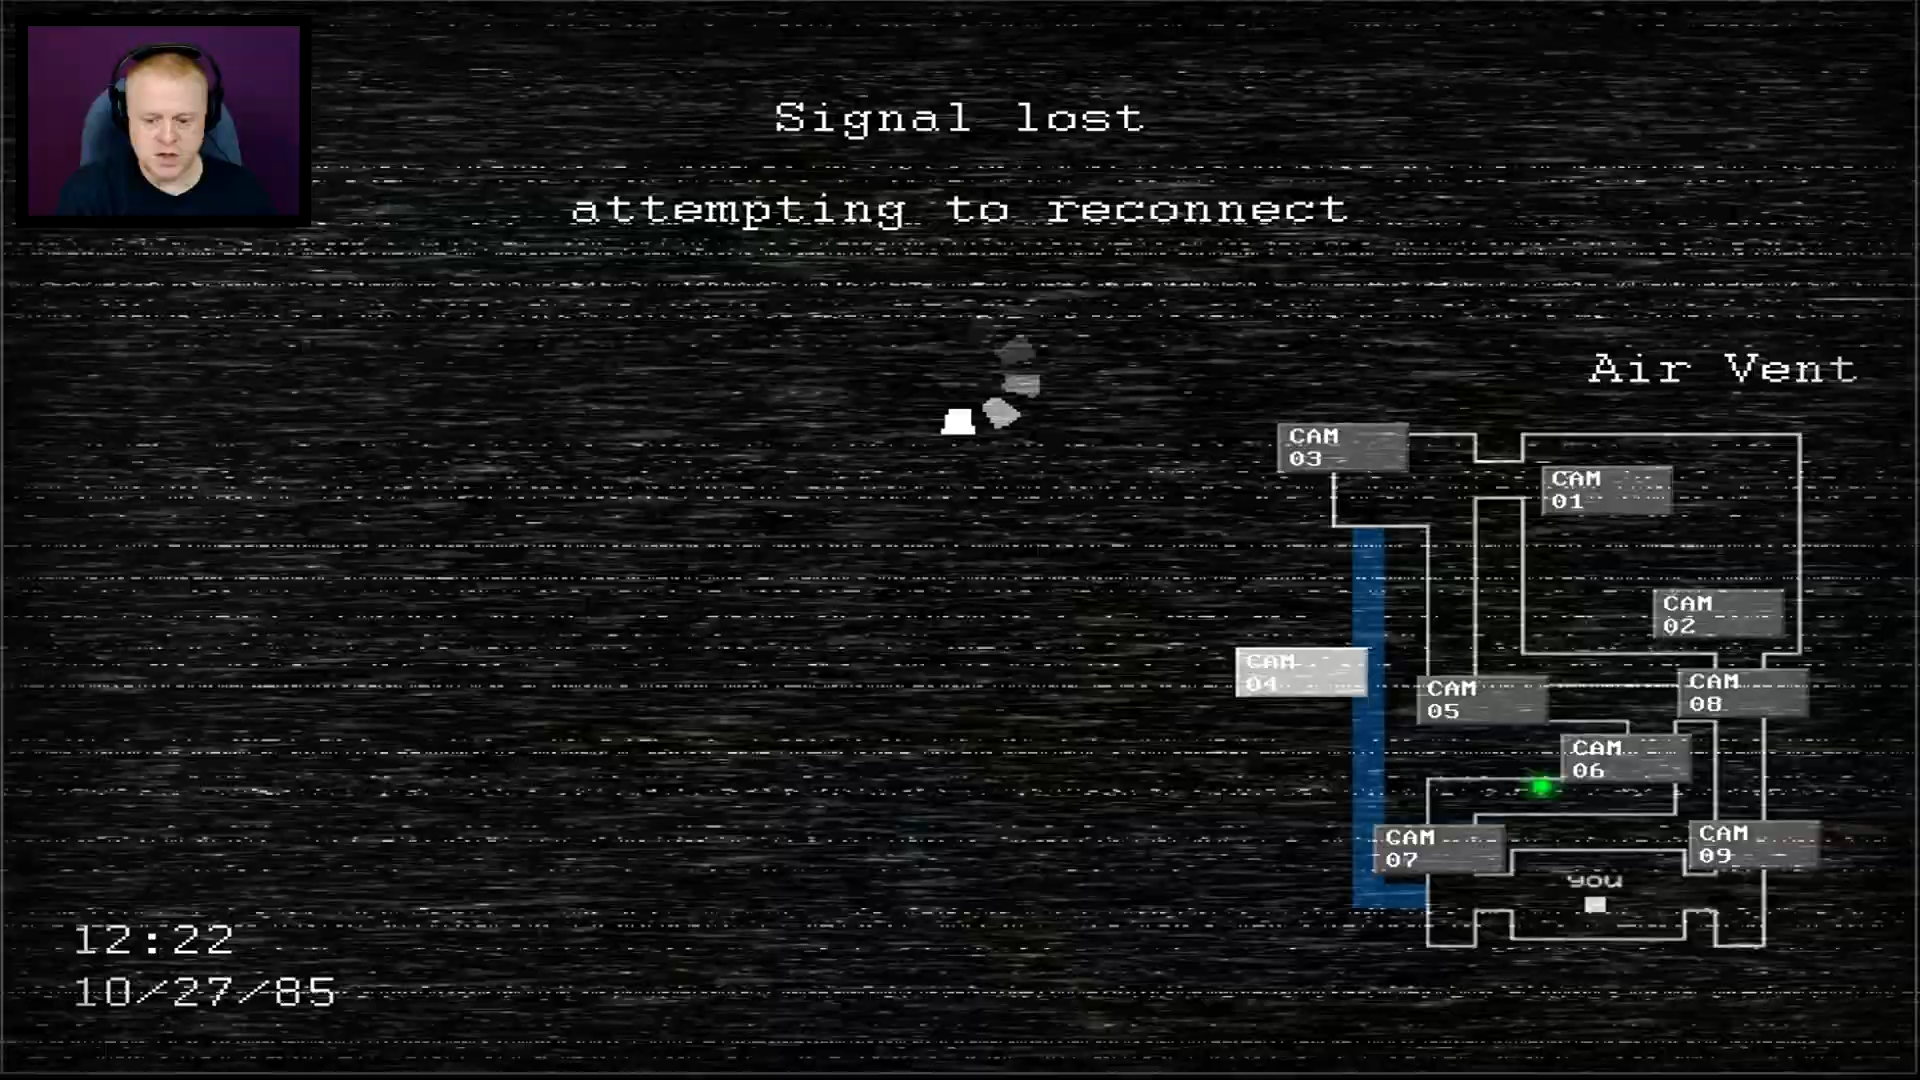 Signal lost
attempting to reconnect
Air Vent
CAM
03
CAM
01
CAM
02
CAM
04
CAM
05
CAM
08
CAM
06
CAM
07
CAM
09
you
12:22
10/27/85